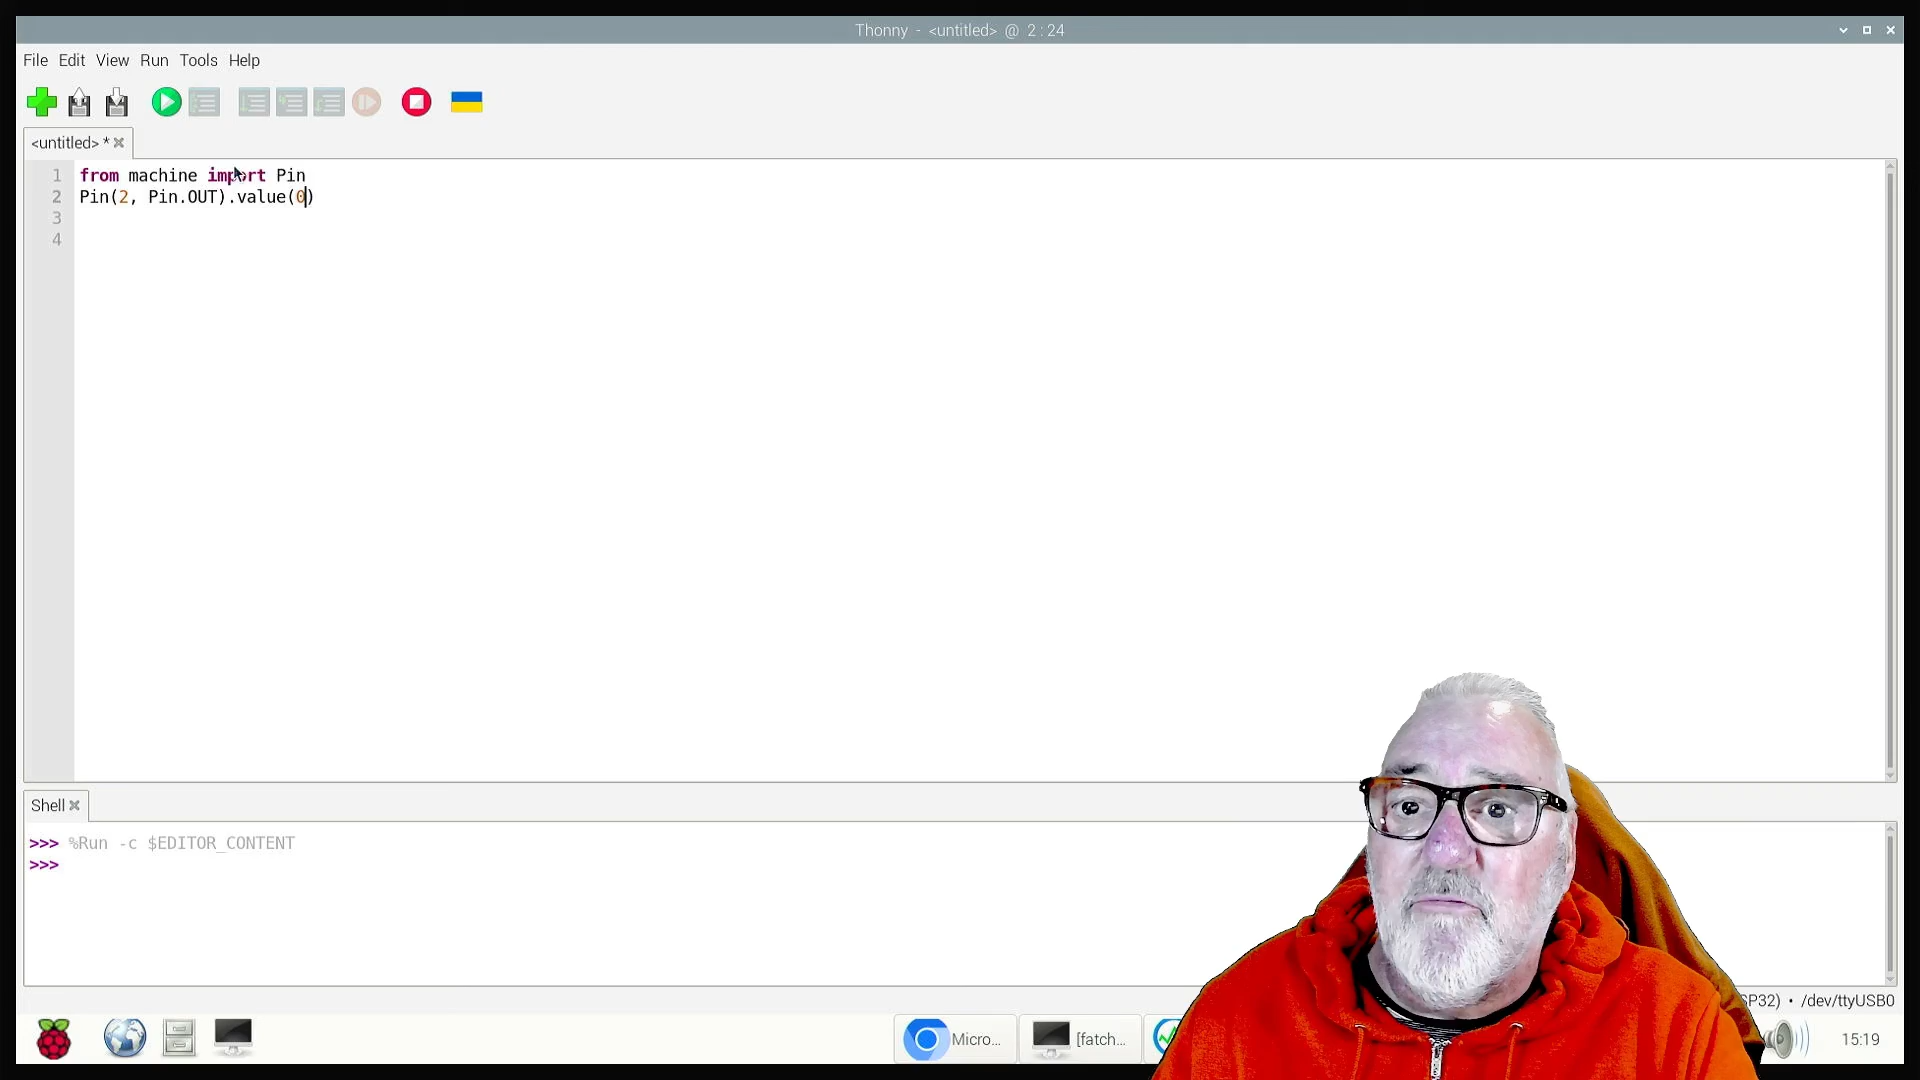 Thonny - <untitled> @ 2:24
File Edit View Run Tools Help
<untitled> *
1 from machine import Pin
2 Pin(2, Pin.OUT).value(0)
3
4
Shell
>>> %Run -c $EDITOR_CONTENT
>>>
SP32) • /dev/ttyUSB0
Micro... [fatch... 15:19